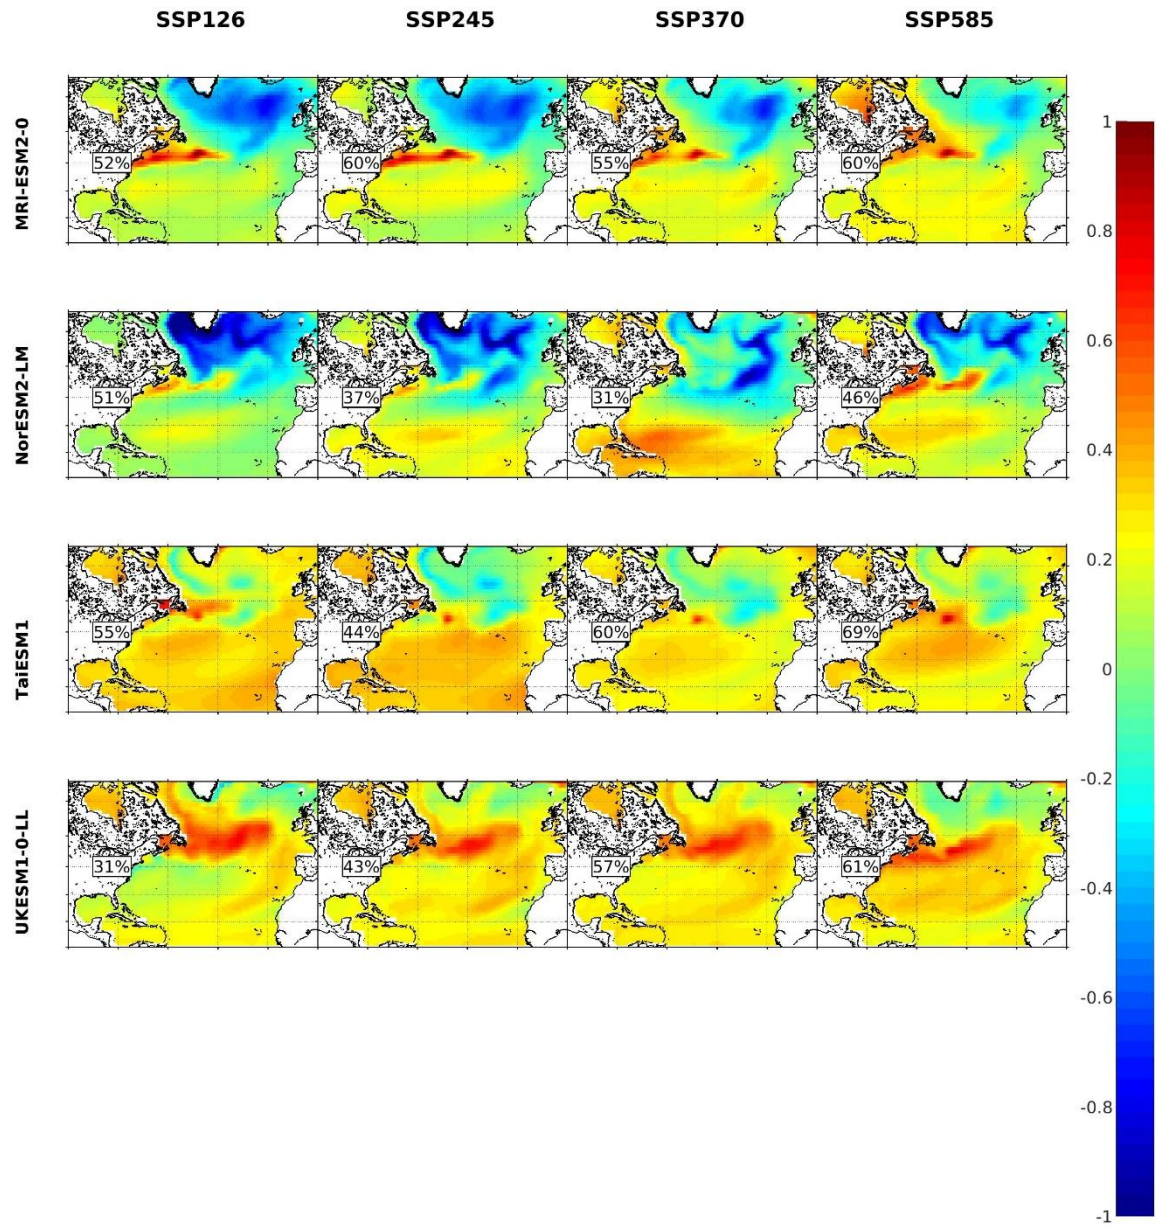 SSP126 SSP245 SSP370 SSP585
MRI-ESM2-0
52% 60% 55% 60%
NorESM2-LM
51% 37% 31% 46%
TaiESM1
55% 44% 60% 69%
UKESM1-0-LL
31% 43% 57% 61%
1
0.8
0.6
0.4
0.2
0
-0.2
-0.4
-0.6
-0.8
-1